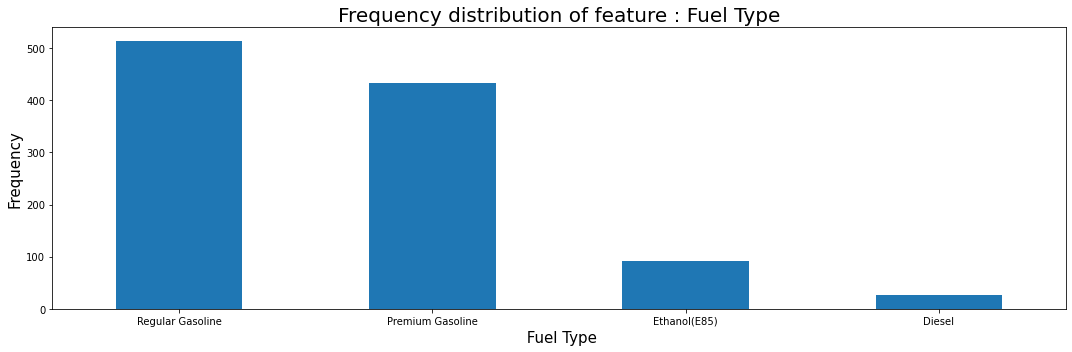 Frequency distribution of feature : Fuel Type
500
400
300
200
100
0
Frequency
Regular Gasoline Premium Gasoline Ethanol(E85) Diesel
Fuel Type